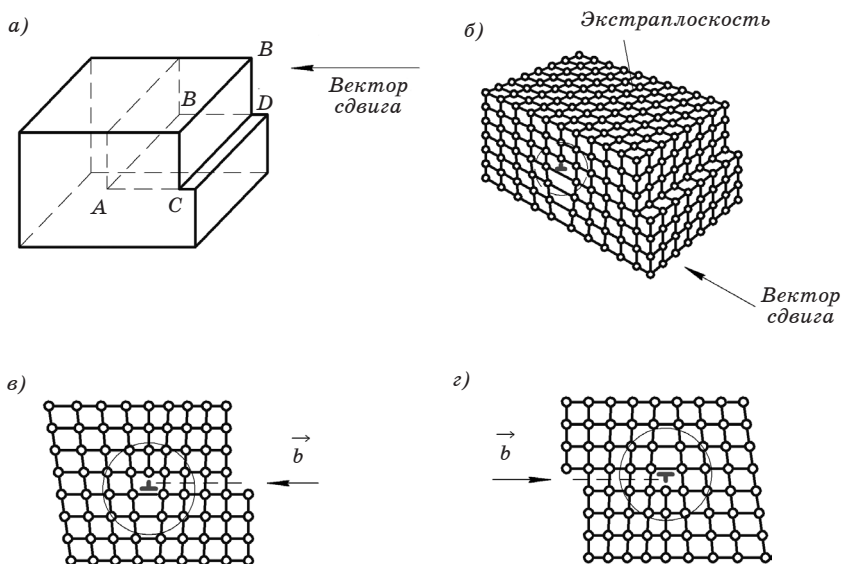 а)
B
Вектор
сдвига
B
D
A
C
б)
Экстраплоскость
Вектор
сдвига
в)
b
г)
b